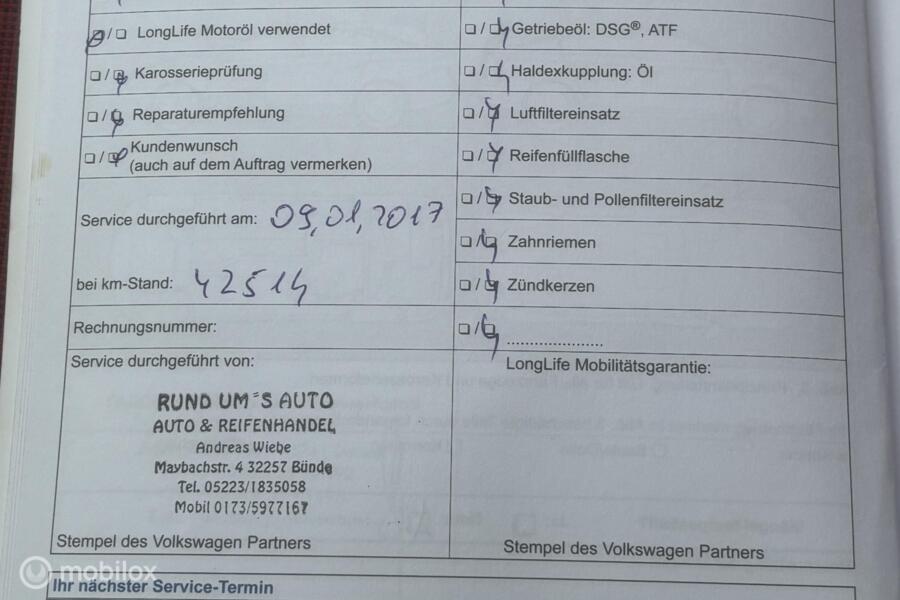 ☐/☐ LongLife Motoröl verwendet
☐/☐ Karosserieprüfung
☐/☐ Reparaturempfehlung
☐/☐ Kundenwunsch
(auch auf dem Auftrag vermerken)
Service durchgeführt am: 09.01.2017
bei km-Stand: 42514
Rechnungsnummer:
Service durchgeführt von:
RUND UM'S AUTO
AUTO & REIFENHANDEL
Andreas Wiebe
Maybachstr. 4 32257 Bünde
Tel. 05223/1835058
Mobil 0173/5977167
Stempel des Volkswagen Partners
☐/☐ Getriebeöl: DSG®, ATF
☐/☐ Haldexkupplung: Öl
☐/☐ Luftfiltereinsatz
☐/☐ Reifenfüllflasche
☐/☐ Staub- und Pollenfiltereinsatz
☐/☐ Zahnriemen
☐/☐ Zündkerzen
☐/☐ ......................
LongLife Mobilitätsgarantie:
Stempel des Volkswagen Partners
Ihr nächster Service-Termin
mobilox